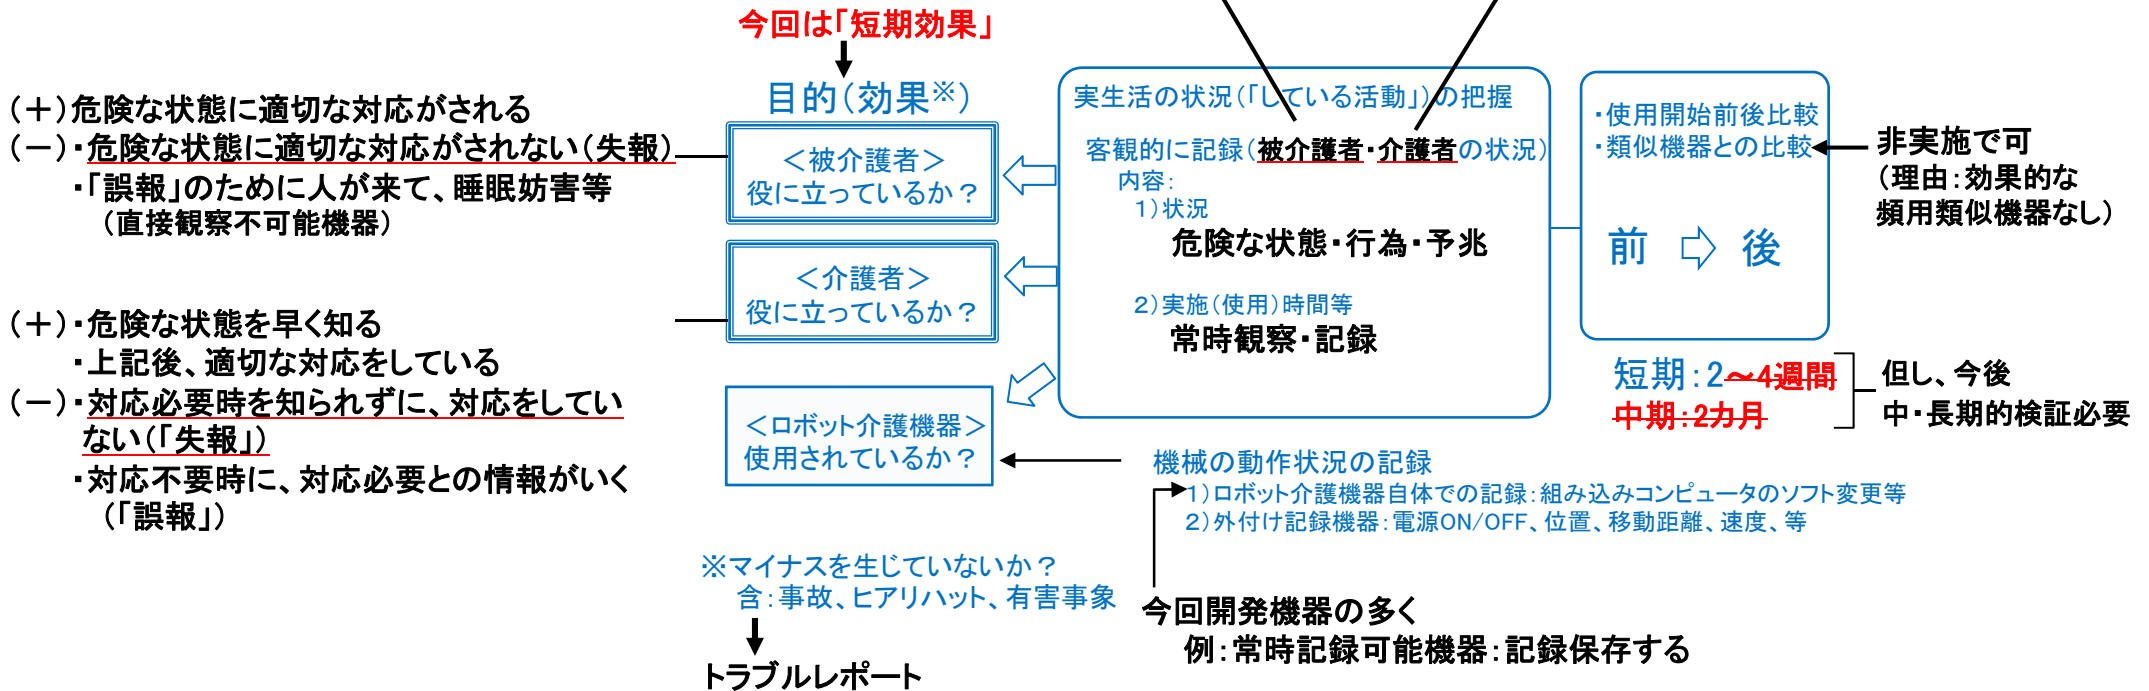 今回は「短期効果」
目的(効果※)
(+)危険な状態に適切な対応がされる
(-)・危険な状態に適切な対応がされない(失報)
・「誤報」のために人が来て、睡眠妨害等
(直接観察不可能機器)
(+)・危険な状態を早く知る
・上記後、適切な対応をしている
(-)・対応必要時を知られずに、対応をしてい
ない(「失報」)
・対応不要時に、対応必要との情報がいく
(「誤報」)
<被介護者>
役に立っているか?
<介護者>
役に立っているか?
<ロボット介護機器>
使用されているか?
※マイナスを生じていないか?
含:事故、ヒアリハット、有害事象
トラブルレポート
実生活の状況(「している活動」)の把握
客観的に記録(被介護者・介護者の状況)
内容:
1)状況
危険な状態・行為・予兆
2)実施(使用)時間等
常時観察・記録
機械の動作状況の記録
1)ロボット介護機器自体での記録:組み込みコンピュータのソフト変更等
2)外付け記録機器:電源ON/OFF、位置、移動距離、速度、等
今回開発機器の多く
例:常時記録可能機器:記録保存する
・使用開始前後比較
・類似機器との比較
前 ⇨ 後
非実施で可
(理由:効果的な
頻用類似機器なし)
短期:2~4週間
中期:2カ月
但し、今後
中・長期的検証必要